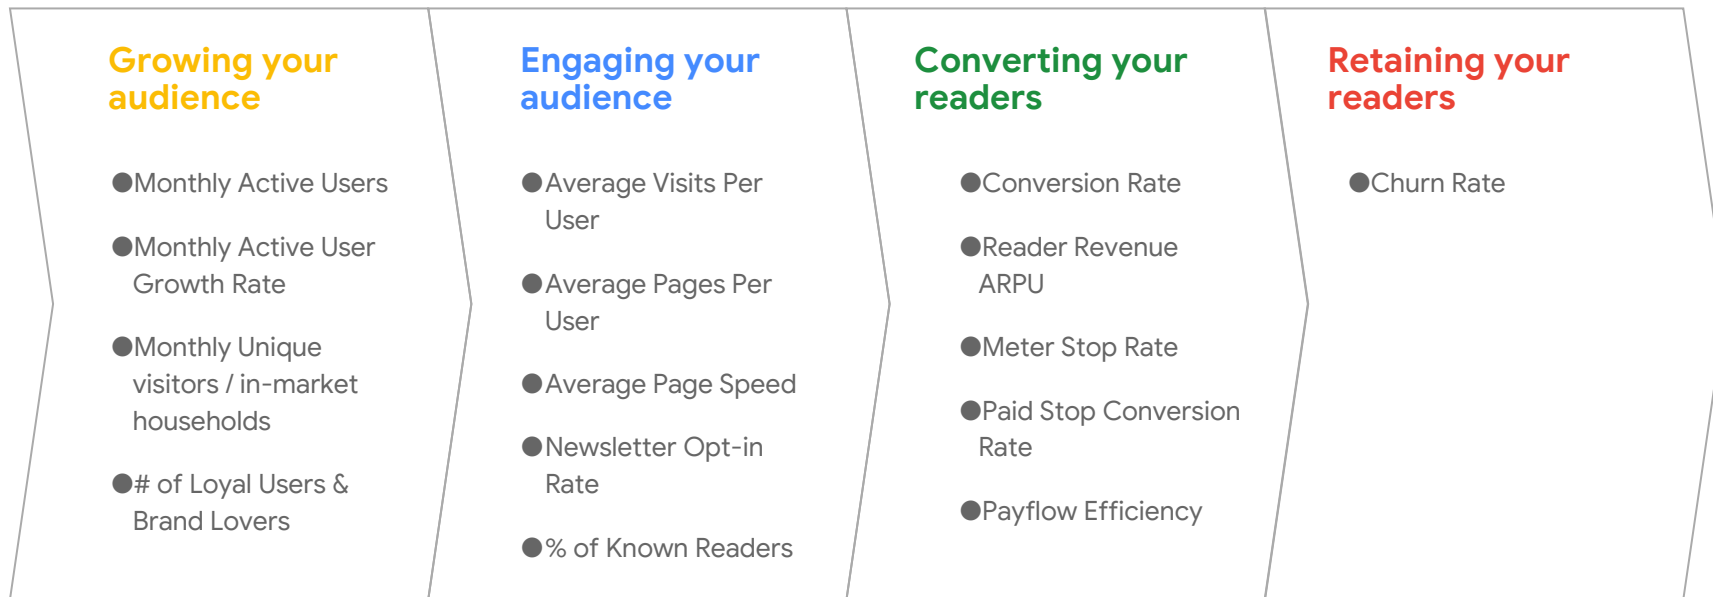 Growing your
audience
●Monthly Active Users
●Monthly Active User
Growth Rate
●Monthly Unique
visitors / in-market
households
●# of Loyal Users &
Brand Lovers
Engaging your
audience
●Average Visits Per
User
●Average Pages Per
User
●Average Page Speed
●Newsletter Opt-in
Rate
●% of Known Readers
Converting your
readers
●Conversion Rate
●Reader Revenue
ARPU
●Meter Stop Rate
●Paid Stop Conversion
Rate
●Payflow Efficiency
Retaining your
readers
●Churn Rate